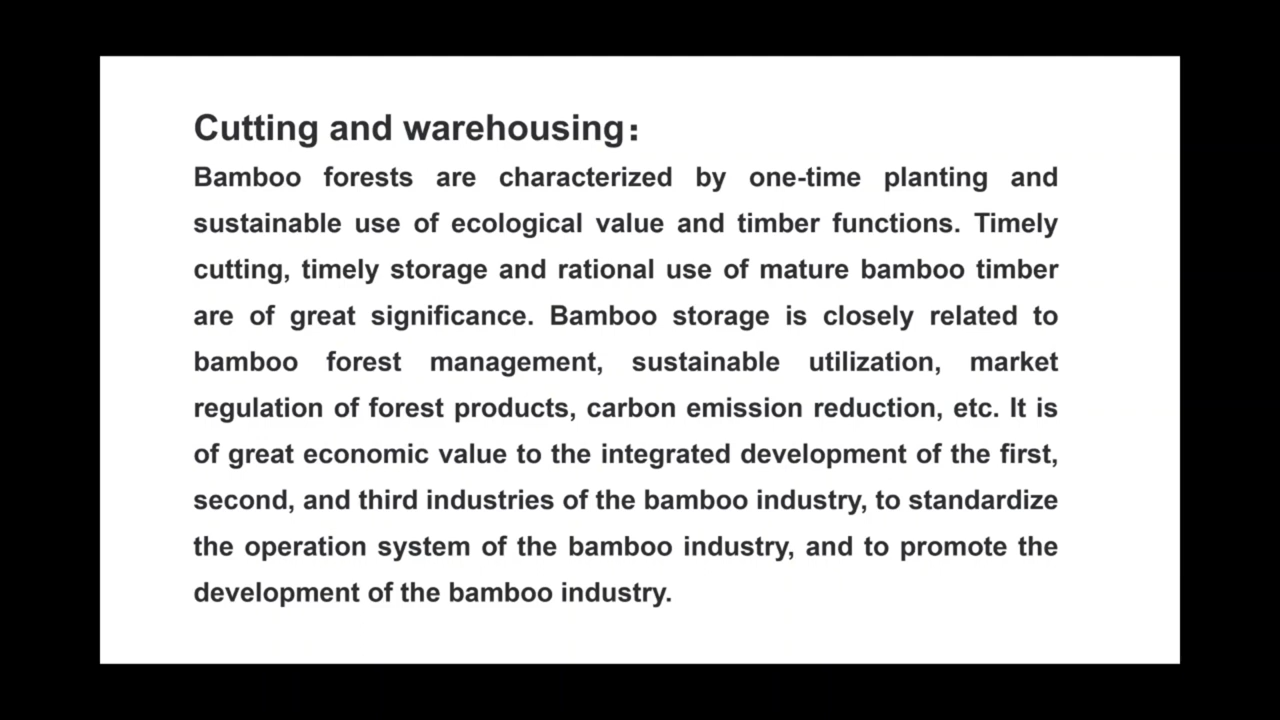 Cutting and warehousing：
Bamboo forests are characterized by one-time planting and
sustainable use of ecological value and timber functions. Timely
cutting, timely storage and rational use of mature bamboo timber
are of great significance. Bamboo storage is closely related to
bamboo forest management, sustainable utilization, market
regulation of forest products, carbon emission reduction, etc. It is
of great economic value to the integrated development of the first,
second, and third industries of the bamboo industry, to standardize
the operation system of the bamboo industry, and to promote the
development of the bamboo industry.